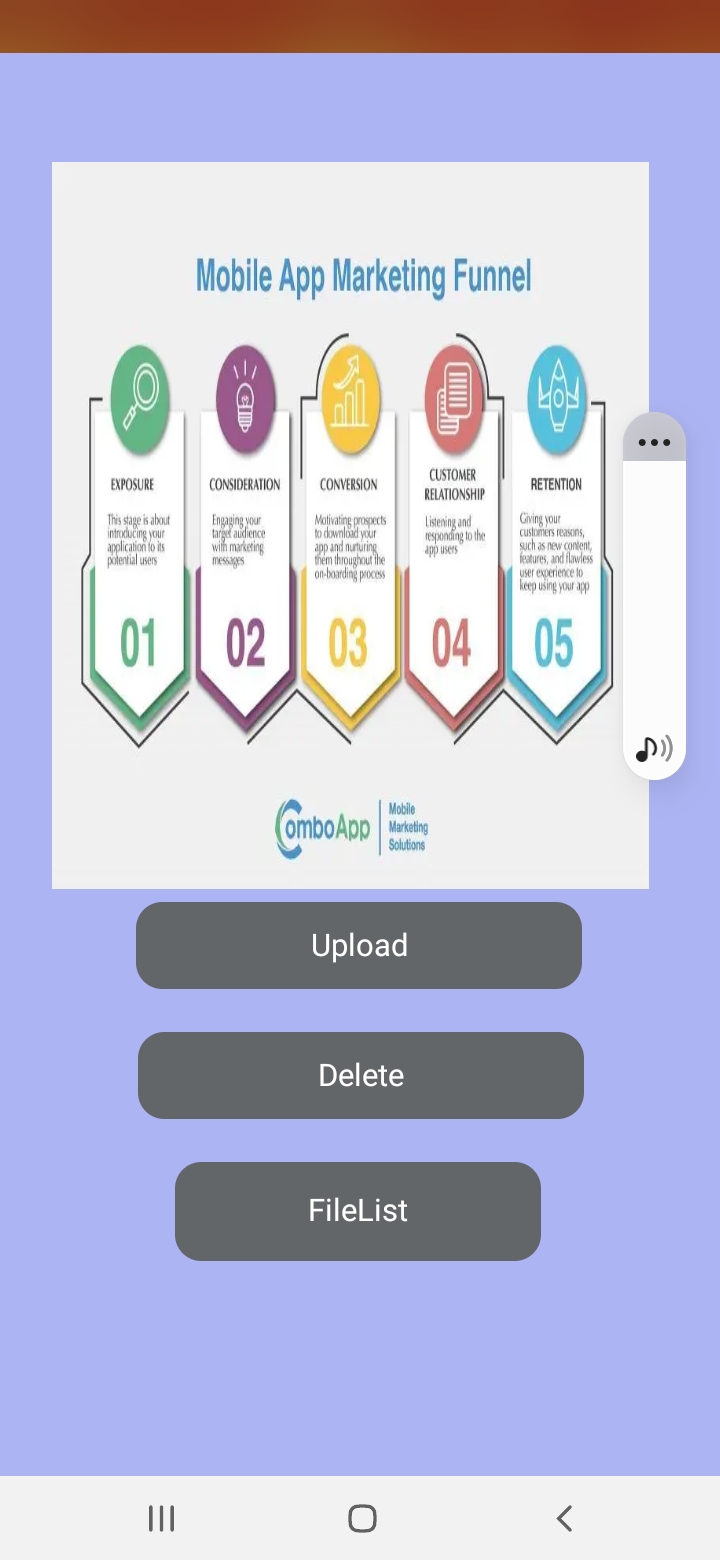 Mobile App Marketing Funnel
EXPOSURE
This stage is about
introducing your
application to its
potential users
01
CONSIDERATION
Engaging your
target audience
with marketing
messages
02
CONVERSION
Motivating prospects
to download your
app and nurturing
them throughout the
on-boarding process
03
CUSTOMER
RELATIONSHIP
Listening and
responding to the
app users
04
RETENTION
Giving your
customers reasons,
such as new content,
features, and flawless
user experience to
keep using your app
05
ComboApp
Mobile
Marketing
Solutions
Upload
Delete
FileList